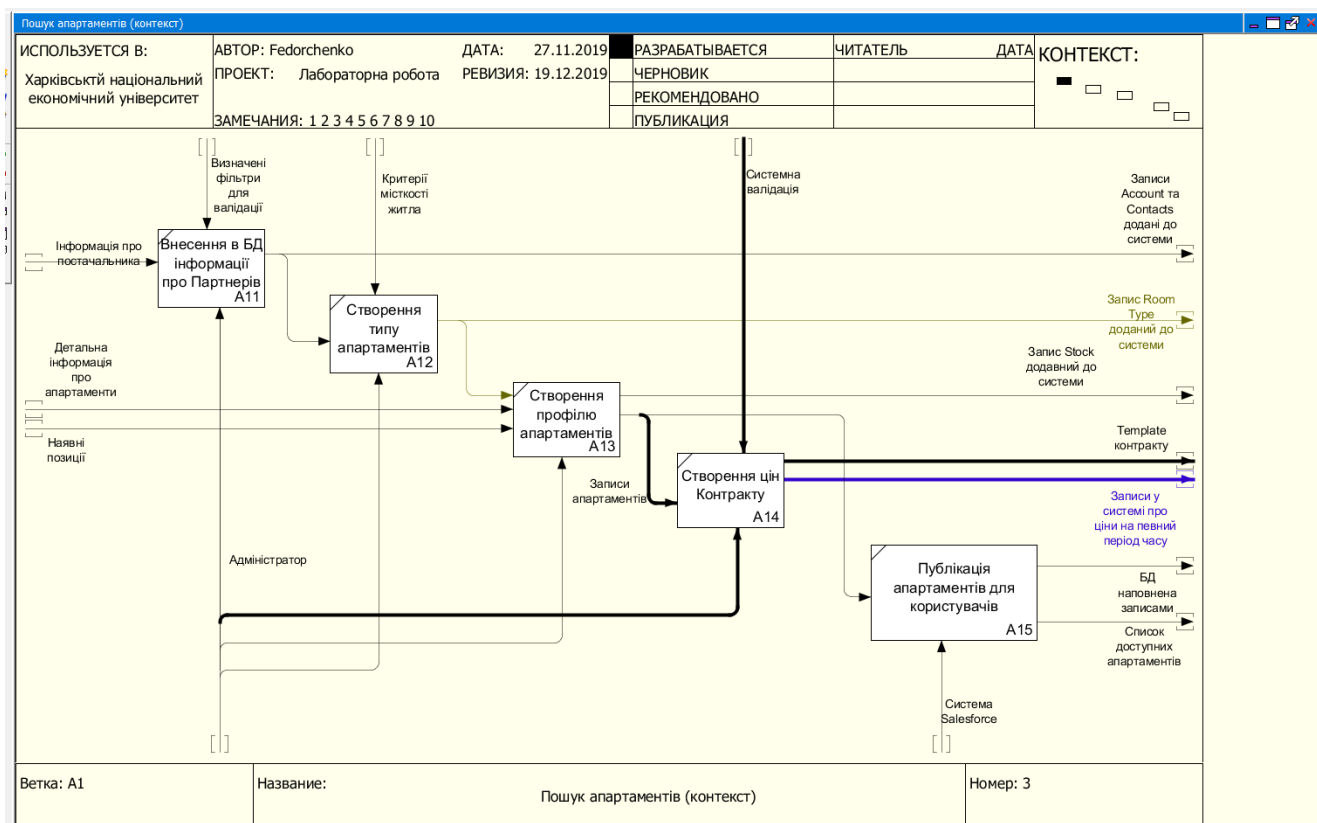 Пошук апартаментів (контекст)
ИСПОЛЬЗУЕТСЯ В:
Харківськтй національний
економічний університет
АВТОР: Fedorchenko
ДАТА: 27.11.2019
ПРОЕКТ: Лабораторна робота
РЕВИЗИЯ: 19.12.2019
ЗАМЕЧАНИЯ: 1 2 3 4 5 6 7 8 9 10
РАЗРАБАТЫВАЕТСЯ
ЧЕРНОВИК
РЕКОМЕНДОВАНО
ПУБЛИКАЦИЯ
ЧИТАТЕЛЬ
ДАТА
КОНТЕКСТ:
Визначені
фільтри
для
валідації
Критерії
місткості
житла
Системна
валідація
Записи
Account та
Contacts
додані до
системи
Інформація про
постачальника
Внесення в БД
інформації
про Партнерів
A11
Створення
типу
апартаментів
A12
Запис Room
Type
доданий до
системи
Детальна
інформація
про
апартаменти
Запис Stock
додавний до
системи
Створення
профілю
апартаментів
A13
Наявні
позиції
Template
контракту
Записи
апартаментів
Створення цін
Контракту
A14
Записи у
системі про
ціни на певний
період часу
Адміністратор
Публікація
апартаментів для
користувачів
A15
БД
наповнена
записами
Список
доступних
апартаментів
Система
Salesforce
Ветка: A1
Название:
Пошук апартаментів (контекст)
Номер: 3